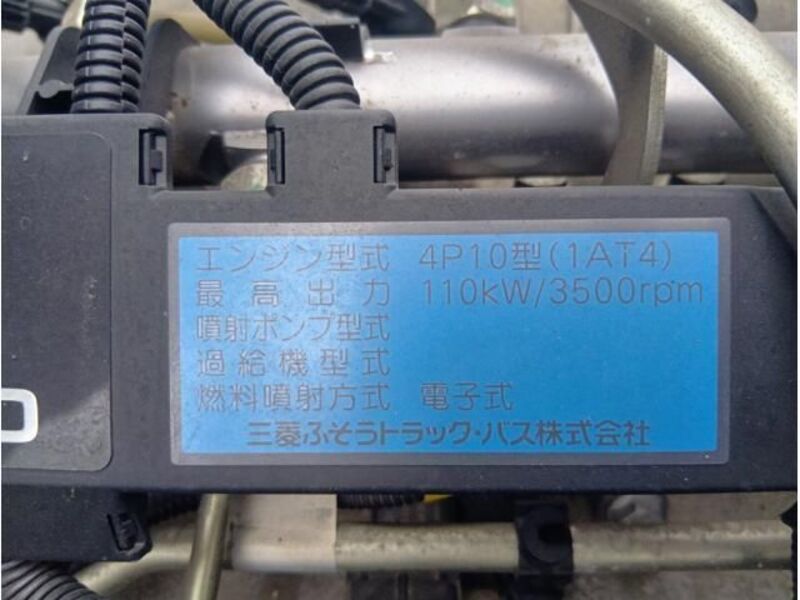 エンジン型式 4P10型(1AT4)
最高出力 110kW/3500rpm
噴射ポンプ型式
過給機型式
燃料噴射方式 電子式
三菱ふそうトラック・バス株式会社